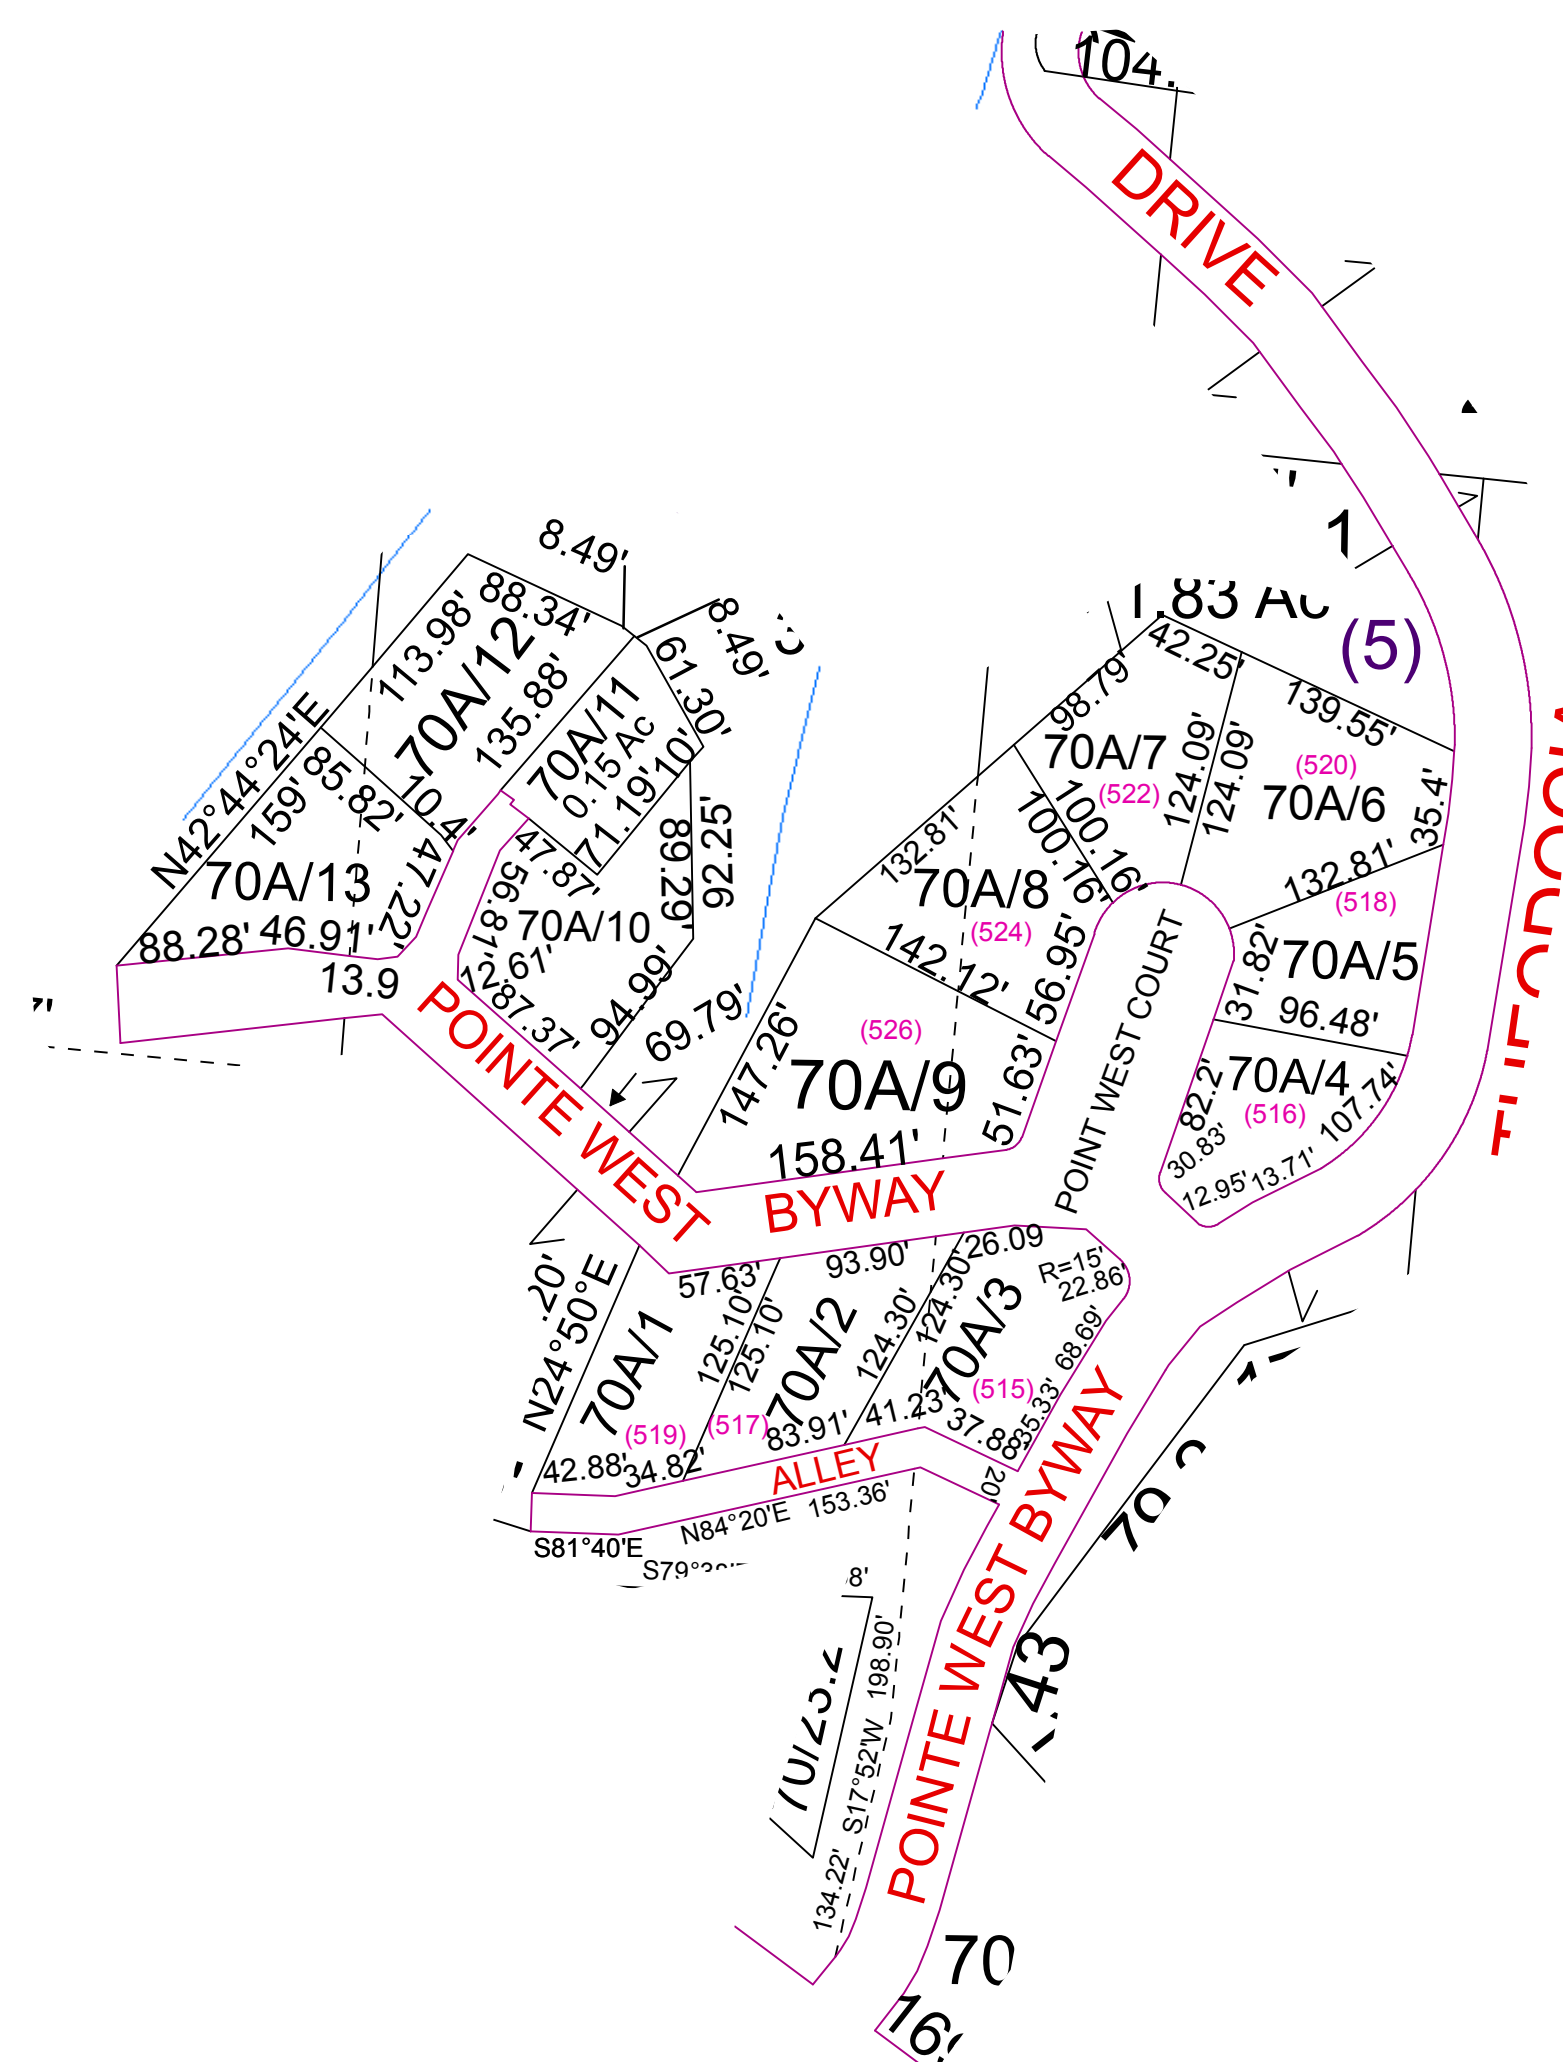 104.
DRIVE
1
1.83 Ac
(5)
8.49'
88.34'
113.98'
70A/12
135.88'
8.49'
61.30'
70A/11
0.15 Ac
71.19'
10'
N42°44'24"E
159'
85.82'
10.4'
47.22'
70A/13
88.28'
46.91'
13.9
47.87'
56.81'
70A/10
12.61'
87.37'
89.29'
92.25'
94.99'
69.79'
42.25'
98.79'
139.55'
70A/7
(522)
124.09'
124.09'
(520)
70A/6
35.4'
100.16'
100.16'
132.81'
70A/8
(524)
142.12'
56.95'
132.81'
(518)
31.82'
70A/5
96.48'
POINT WEST COURT
(526)
147.26'
70A/9
51.63'
158.41'
82.2'
70A/4
(516)
107.74'
30.83'
12.95'
13.71'
POINTE WEST
BYWAY
.20'
N24°50'E
57.63'
93.90'
26.09
R=15'
22.86'
70A/1
(519)
125.10'
125.10'
70A/2
(517)
124.30'
124.30'
70A/3
(515)
68.69'
35.33'
42.88'
34.82'
83.91'
41.23'
37.88'
20'
ALLEY
N84°20'E 153.36'
S81°40'E
8'
S17°52'W 198.90'
134.22'
POINTE WEST BYWAY
.43
70